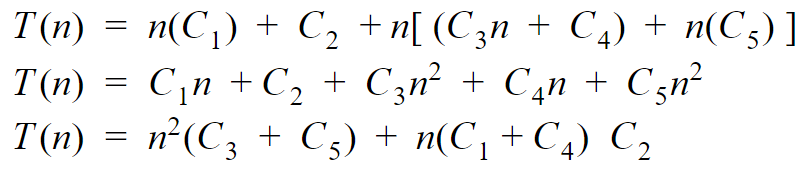 T(n) = n(C₁) + C₂ + n[ (C₃n + C₄) + n(C₅) ]
T(n) = C₁n + C₂ + C₃n² + C₄n + C₅n²
T(n) = n²(C₃ + C₅) + n(C₁ + C₄) C₂